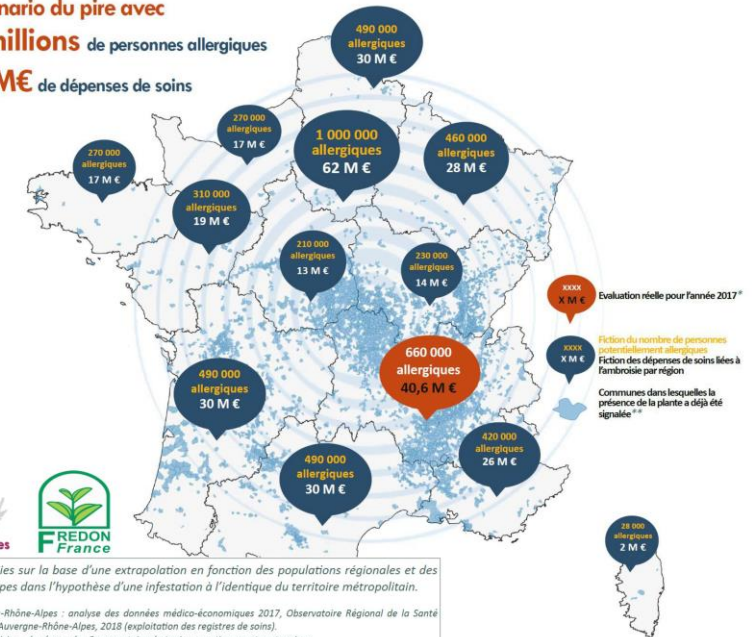 nario du pire avec
nillions de personnes allergiques
M€ de dépenses de soins
490 000
allergiques
30 M €
270 000
allergiques
17 M €
1 000 000
allergiques
62 M €
460 000
allergiques
28 M €
270 000
allergiques
17 M €
310 000
allergiques
19 M €
210 000
allergiques
13 M €
230 000
allergiques
14 M €
xxxx
X M €
Evaluation réelle pour l'année 2017*
xxxx
X M €
Fiction du nombre de personnes
potentiellement allergiques
Fiction des dépenses de soins liées à
l'ambroisie par région
Communes dans lesquelles la
présence de la plante a déjà été
signalée**
660 000
allergiques
40,6 M €
490 000
allergiques
30 M €
490 000
allergiques
30 M €
420 000
allergiques
26 M €
28 000
allergiques
2 M €
es
FREDON
France
ies sur la base d'une extrapolation en fonction des populations régionales et des
pes dans l'hypothèse d'une infestation à l'identique du territoire métropolitain.
-Rhône-Alpes : analyse des données médico-économiques 2017, Observatoire Régional de la Santé
Auvergne-Rhône-Alpes, 2018 (exploitation des registres de soins).